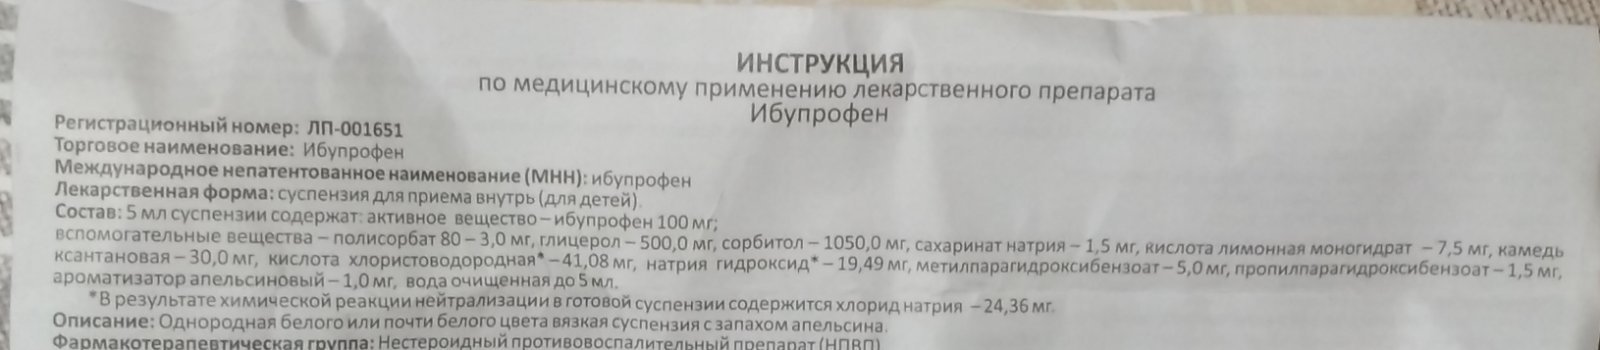 ИНСТРУКЦИЯ
по медицинскому применению лекарственного препарата
Ибупрофен
Регистрационный номер: ЛП-001651
Торговое наименование: Ибупрофен
Международное непатентованное наименование (МНН): ибупрофен
Лекарственная форма: суспензия для приема внутрь (для детей).
Состав: 5 мл суспензии содержат: активное вещество – ибупрофен 100 мг;
вспомогательные вещества – полисорбат 80 – 3,0 мг, глицерол – 500,0 мг, сорбитол – 1050,0 мг, сахаринат натрия – 1,5 мг, кислота лимонная моногидрат – 7,5 мг, камедь
ксантановая – 30,0 мг, кислота хлористоводородная* – 41,08 мг, натрия гидроксид* – 19,49 мг, метилпарагидроксибензоат – 5,0 мг, пропилпарагидроксибензоат – 1,5 мг,
ароматизатор апельсиновый – 1,0 мг, вода очищенная до 5 мл.
*В результате химической реакции нейтрализации в готовой суспензии содержится хлорид натрия – 24,36 мг.
Описание: Однородная белого или почти белого цвета вязкая суспензия с запахом апельсина.
Фармакотерапевтическая группа: Нестероидный противовоспалительный препарат (НПВП)